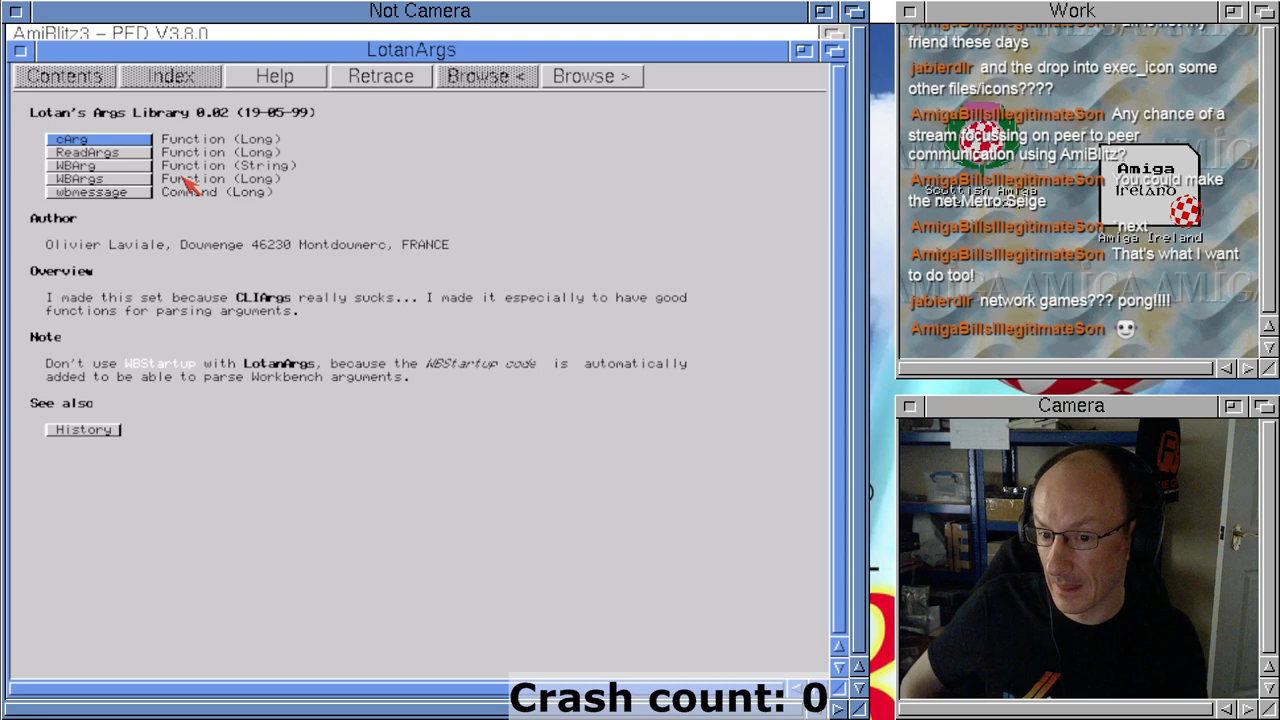 Not Camera
AmiBlitz3 – PED V3.8.0
LotanArgs
Contents Index Help Retrace Browse < Browse >
Lotan's Args Library 0.02 (19-05-99)
cArg Function (Long)
ReadArgs Function (Long)
WBArg Function (String)
WBArgs Function (Long)
wbmessage Command (Long)
Author
Olivier Laviale, Doumenge 46230 Montdoumerc, FRANCE
Overview
I made this set because CLIArgs really sucks... I made it especially to have good
functions for parsing arguments.
Note
Don't use WBStartup with LotanArgs, because the WBStartup code is automatically
added to be able to parse Workbench arguments.
See also
History
Crash count: 0
Work
friend these days
jabierdlr and the drop into exec_icon some
other files/icons????
AmigaBillsIllegitimateSon Any chance of a
stream focussing on peer to peer
communication using AmiBlitz?
AmigaBillsIllegitimateSon You could make
the net Metro Seige
AmigaBillsIllegitimateSon *next
AmigaBillsIllegitimateSon That's what I want
to do too!
jabierdlr network games??? pong!!!!
AmigaBillsIllegitimateSon
Scottish Amiga
Amiga
IRELAND
Amiga Ireland
Camera